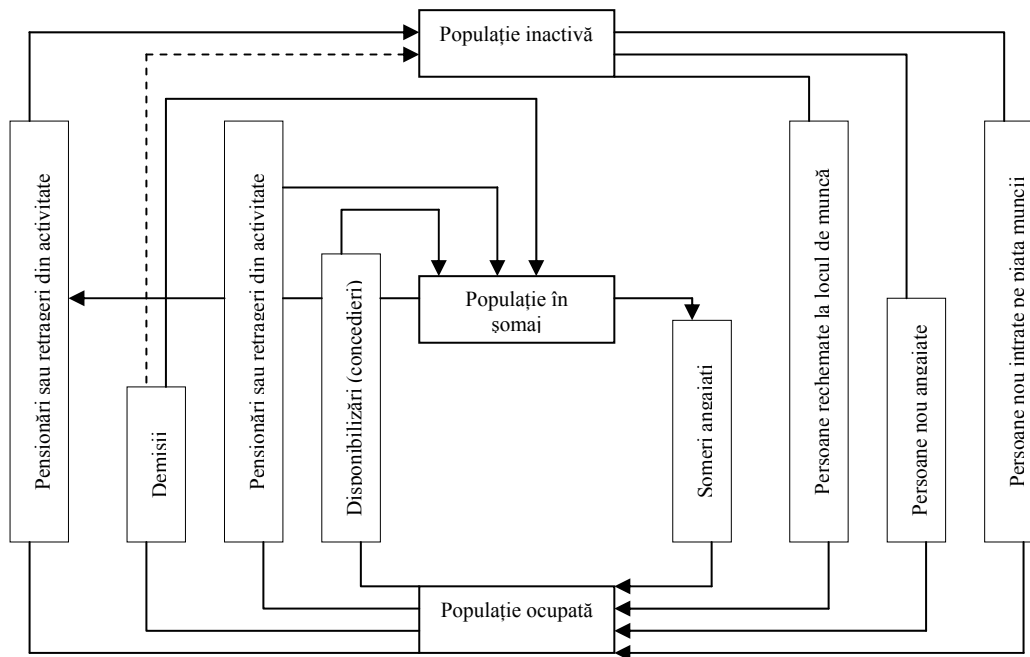 Populație inactivă
Pensionări sau retrageri din activitate
Demisii
Pensionări sau retrageri din activitate
Disponibilizări (concedieri)
Populație în
șomaj
Șomeri angajați
Persoane rechemate la locul de muncă
Persoane nou angajate
Persoane nou intrate pe piața muncii
Populație ocupată